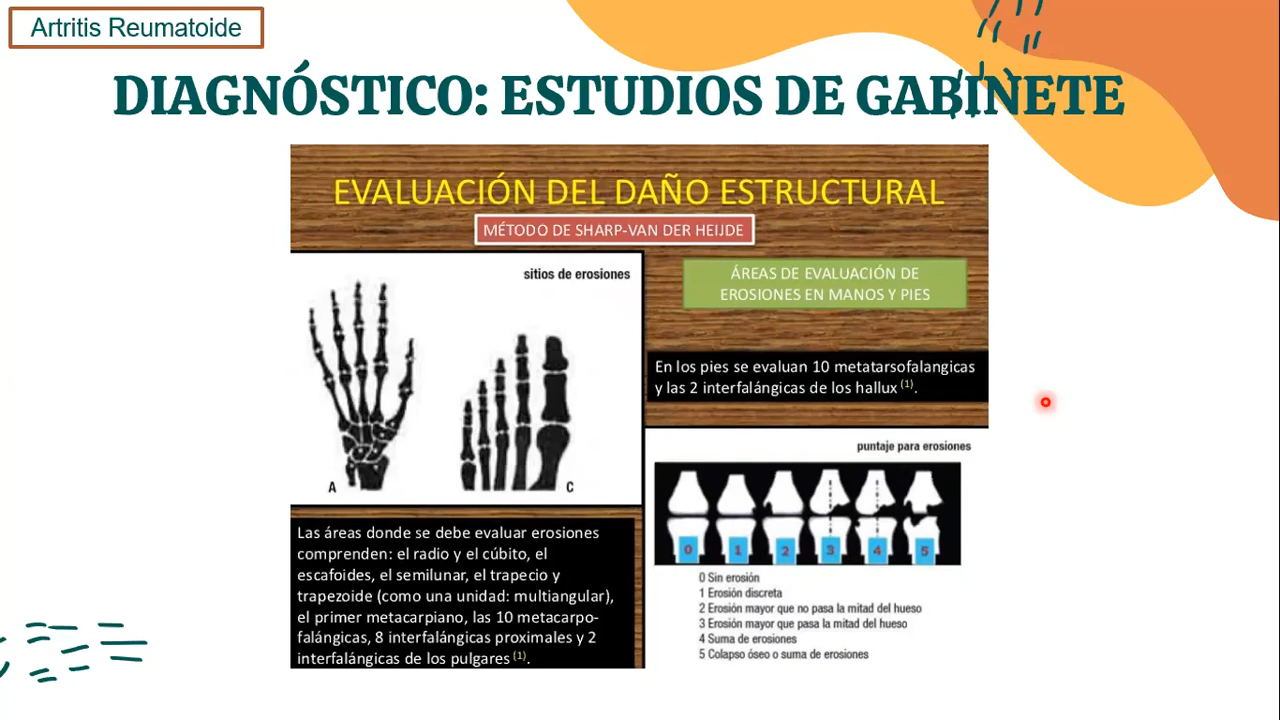 Artritis Reumatoide
DIAGNÓSTICO: ESTUDIOS DE GABINETE
EVALUACIÓN DEL DAÑO ESTRUCTURAL
MÉTODO DE SHARP-VAN DER HEIJDE
sitios de erosiones
A
C
ÁREAS DE EVALUACIÓN DE
EROSIONES EN MANOS Y PIES
En los pies se evaluan 10 metatarsofalangicas
y las 2 interfalángicas de los hallux (1).
Las áreas donde se debe evaluar erosiones
comprenden: el radio y el cúbito, el
escafoides, el semilunar, el trapecio y
trapezoide (como una unidad: multiangular),
el primer metacarpiano, las 10 metacarpo-
falángicas, 8 interfalángicas proximales y 2
interfalángicas de los pulgares (1).
puntaje para erosiones
0 1 2 3 4 5
0 Sin erosión
1 Erosión discreta
2 Erosión mayor que no pasa la mitad del hueso
3 Erosión mayor que pasa la mitad del hueso
4 Suma de erosiones
5 Colapso óseo o suma de erosiones